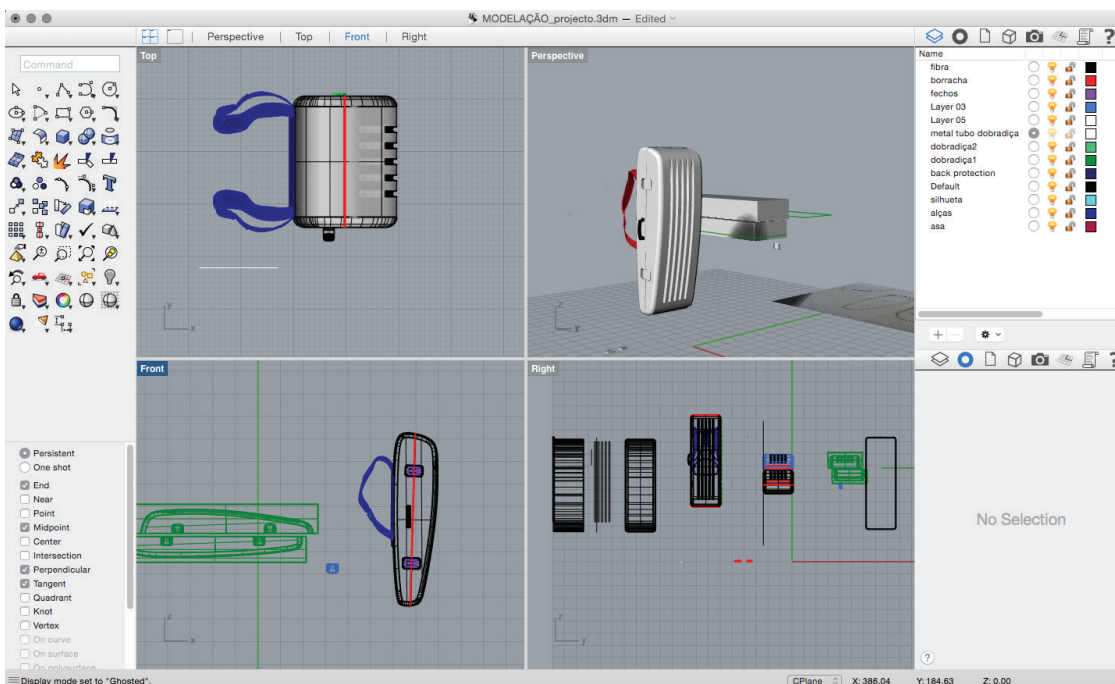 MODELAÇÃO_projecto.3dm — Edited
Perspective Top Front Right
Command
Top
Perspective
Front
Right
x
y
x
y
z
x
z
y
z
Name
fibra
borracha
fechos
Layer 03
Layer 05
metal tubo dobradiça
dobradiça2
dobradiça1
back protection
Default
silhueta
alças
asa
No Selection
Persistent
One shot
End
Near
Point
Midpoint
Center
Intersection
Perpendicular
Tangent
Quadrant
Knot
Vertex
On curve
On surface
On polysurface
Display mode set to "Ghosted".
CPlane X: 386.04 Y: 184.63 Z: 0.00